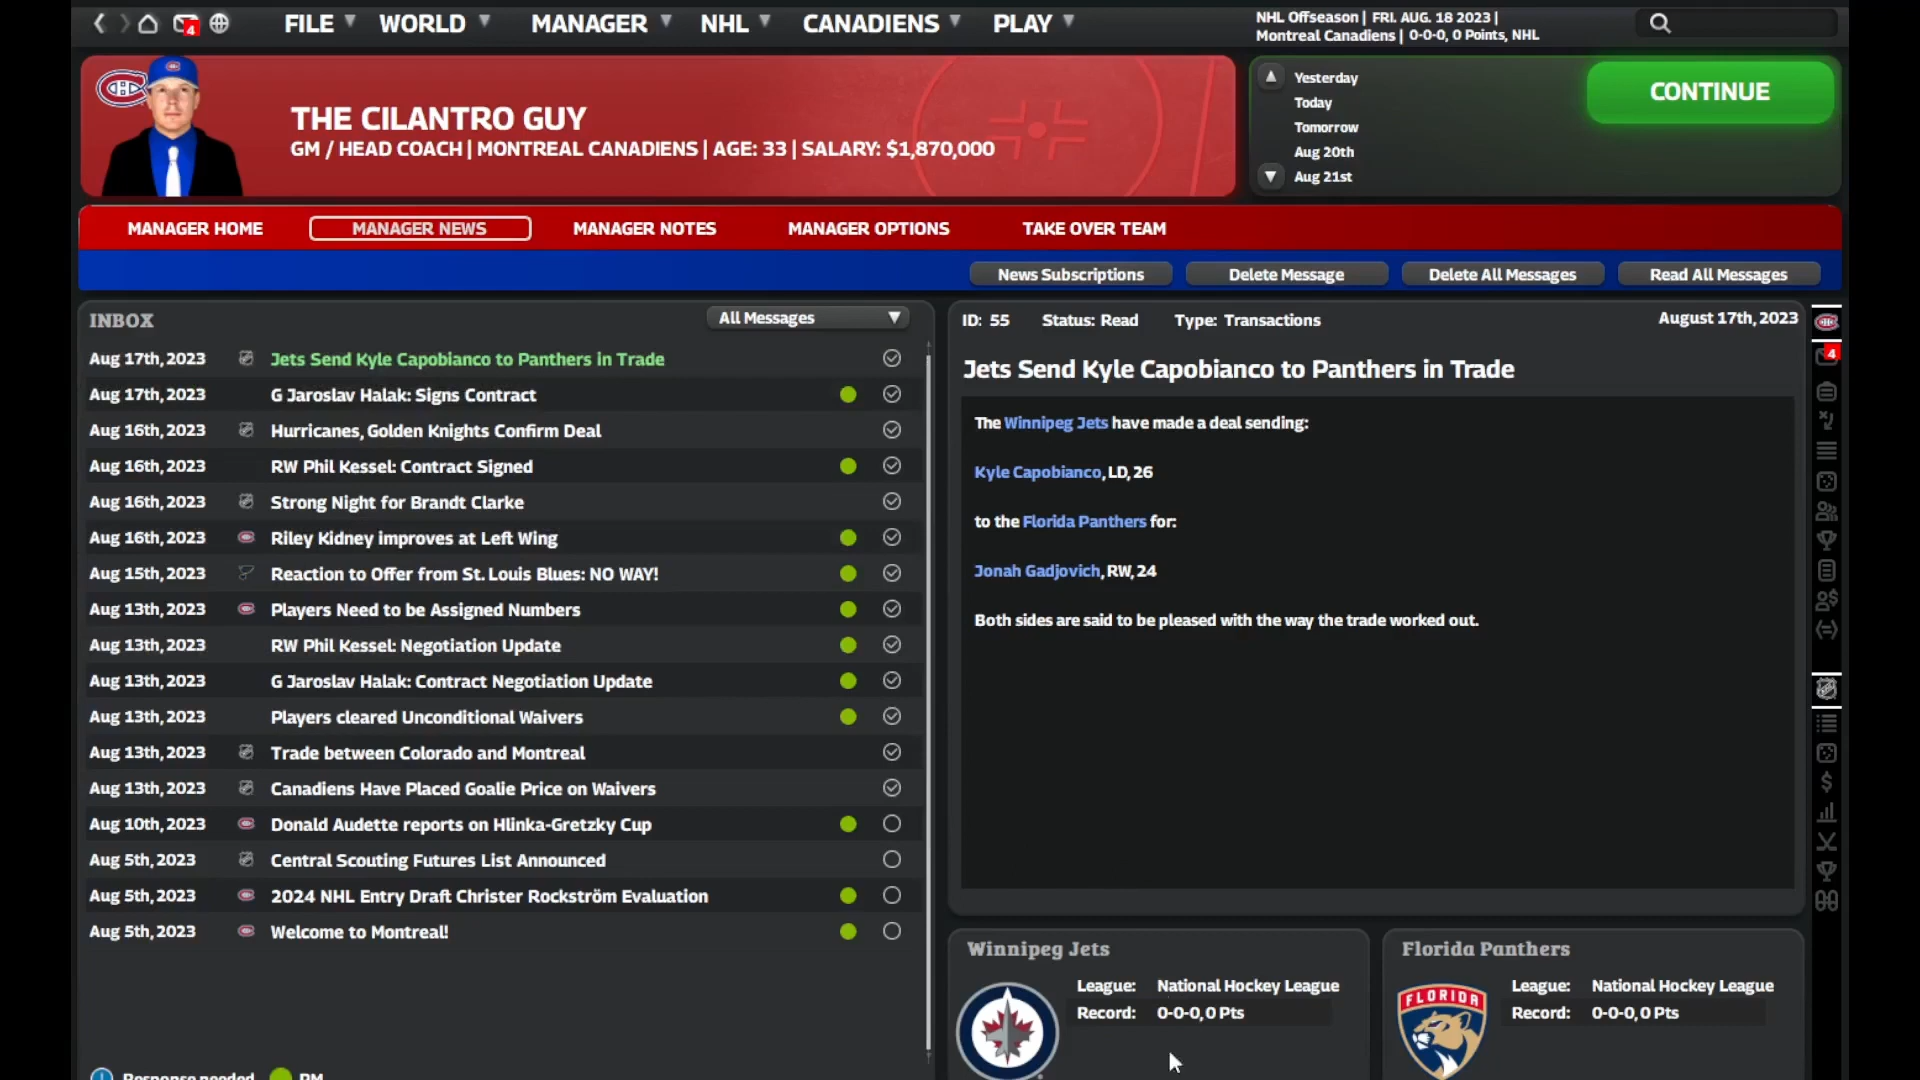 4
FILE
WORLD
MANAGER
NHL
CANADIENS
PLAY
NHL Offseason | FRI. AUG. 18 2023 |
Montreal Canadiens | 0-0-0, 0 Points, NHL
THE CILANTRO GUY
GM / HEAD COACH | MONTREAL CANADIENS | AGE: 33 | SALARY: $1,870,000
Yesterday
Today
Tomorrow
Aug 20th
Aug 21st
CONTINUE
MANAGER HOME
MANAGER NEWS
MANAGER NOTES
MANAGER OPTIONS
TAKE OVER TEAM
News Subscriptions
Delete Message
Delete All Messages
Read All Messages
INBOX
All Messages
Aug 17th, 2023 Jets Send Kyle Capobianco to Panthers in Trade
Aug 17th, 2023 G Jaroslav Halak: Signs Contract
Aug 16th, 2023 Hurricanes, Golden Knights Confirm Deal
Aug 16th, 2023 RW Phil Kessel: Contract Signed
Aug 16th, 2023 Strong Night for Brandt Clarke
Aug 16th, 2023 Riley Kidney improves at Left Wing
Aug 15th, 2023 Reaction to Offer from St. Louis Blues: NO WAY!
Aug 13th, 2023 Players Need to be Assigned Numbers
Aug 13th, 2023 RW Phil Kessel: Negotiation Update
Aug 13th, 2023 G Jaroslav Halak: Contract Negotiation Update
Aug 13th, 2023 Players cleared Unconditional Waivers
Aug 13th, 2023 Trade between Colorado and Montreal
Aug 13th, 2023 Canadiens Have Placed Goalie Price on Waivers
Aug 10th, 2023 Donald Audette reports on Hlinka-Gretzky Cup
Aug 5th, 2023 Central Scouting Futures List Announced
Aug 5th, 2023 2024 NHL Entry Draft Christer Rockström Evaluation
Aug 5th, 2023 Welcome to Montreal!
Response needed
PM
ID: 55 Status: Read Type: Transactions August 17th, 2023
Jets Send Kyle Capobianco to Panthers in Trade
The Winnipeg Jets have made a deal sending:
Kyle Capobianco, LD, 26
to the Florida Panthers for:
Jonah Gadjovich, RW, 24
Both sides are said to be pleased with the way the trade worked out.
4
Winnipeg Jets
League: National Hockey League
Record: 0-0-0, 0 Pts
Florida Panthers
FLORIDA
League: National Hockey League
Record: 0-0-0, 0 Pts